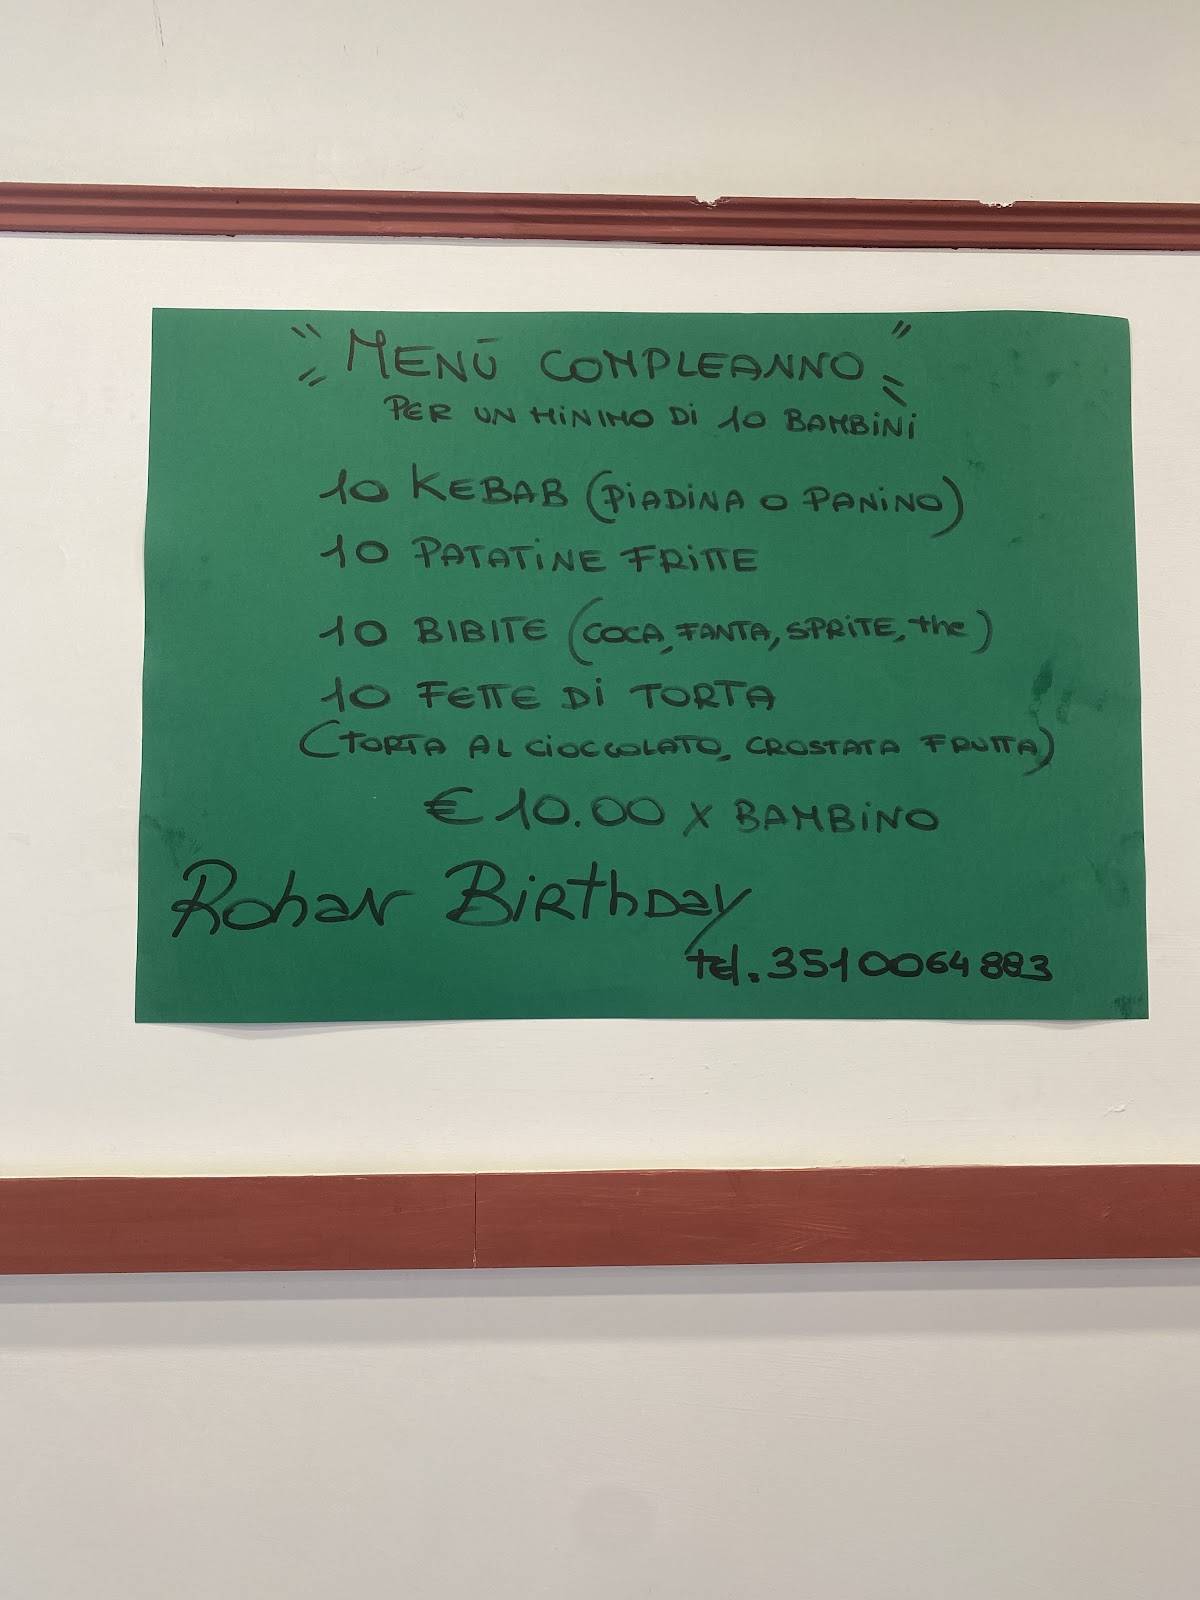 "MENÙ COMPLEANNO"
PER UN MINIMO DI 10 BAMBINI
10 KEBAB (PIADINA O PANINO)
10 PATATINE FRITTE
10 BIBITE (COCA, FANTA, SPRITE, the)
10 FETTE DI TORTA
(TORTA AL CIOCCOLATO, CROSTATA FRUTTA)
€ 10.00 X BAMBINO
Rohan Birthday
tel. 3510064883